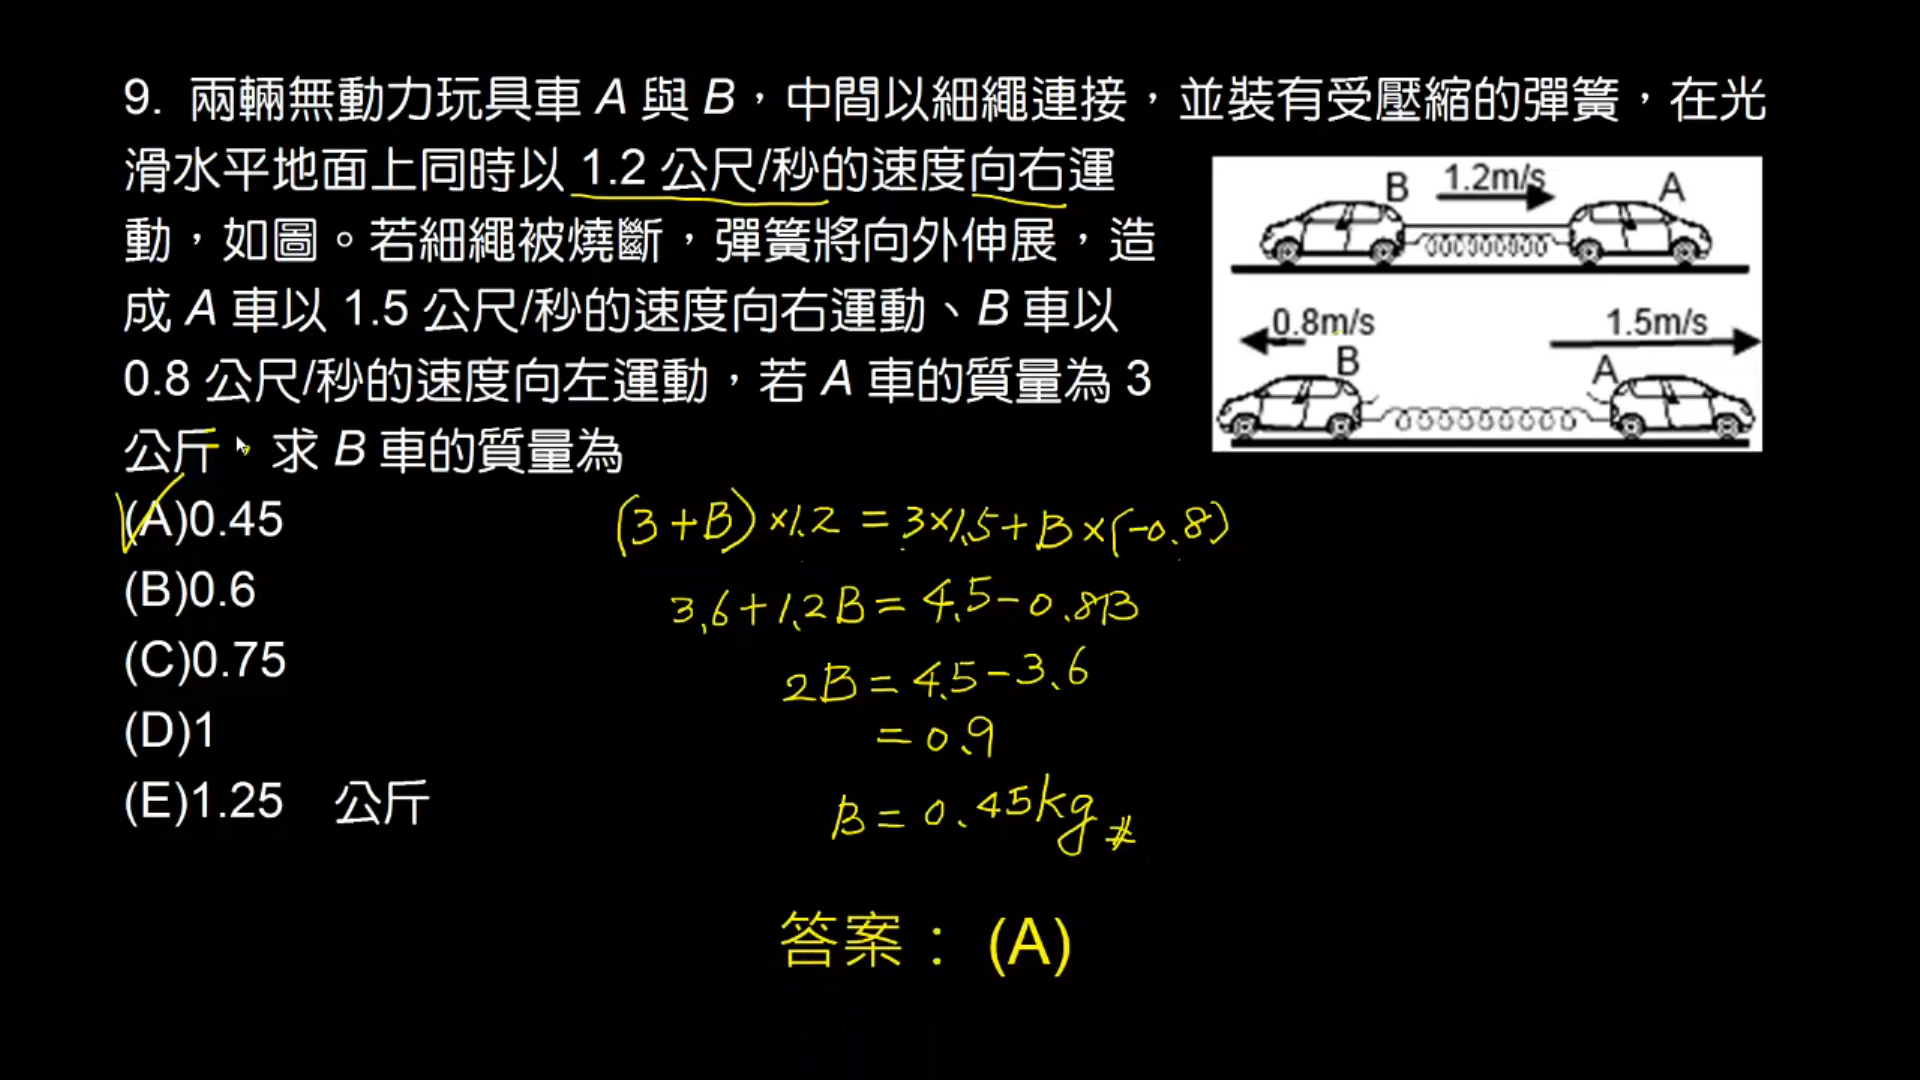 9. 兩輛無動力玩具車 A 與 B，中間以細繩連接，並裝有受壓縮的彈簧，在光
滑水平地面上同時以 1.2 公尺/秒的速度向右運
動，如圖。若細繩被燒斷，彈簧將向外伸展，造
成 A 車以 1.5 公尺/秒的速度向右運動、B 車以
0.8 公尺/秒的速度向左運動，若 A 車的質量為 3
公斤，求 B 車的質量為
B 1.2m/s A
0.8m/s 1.5m/s
B A
(A)0.45
(B)0.6
(C)0.75
(D)1
(E)1.25 公斤
(3+B)×1.2=3×1.5+B×(-0.8)
3.6+1.2B=4.5-0.8B
2B=4.5-3.6
=0.9
B=0.45kg#
答案：(A)